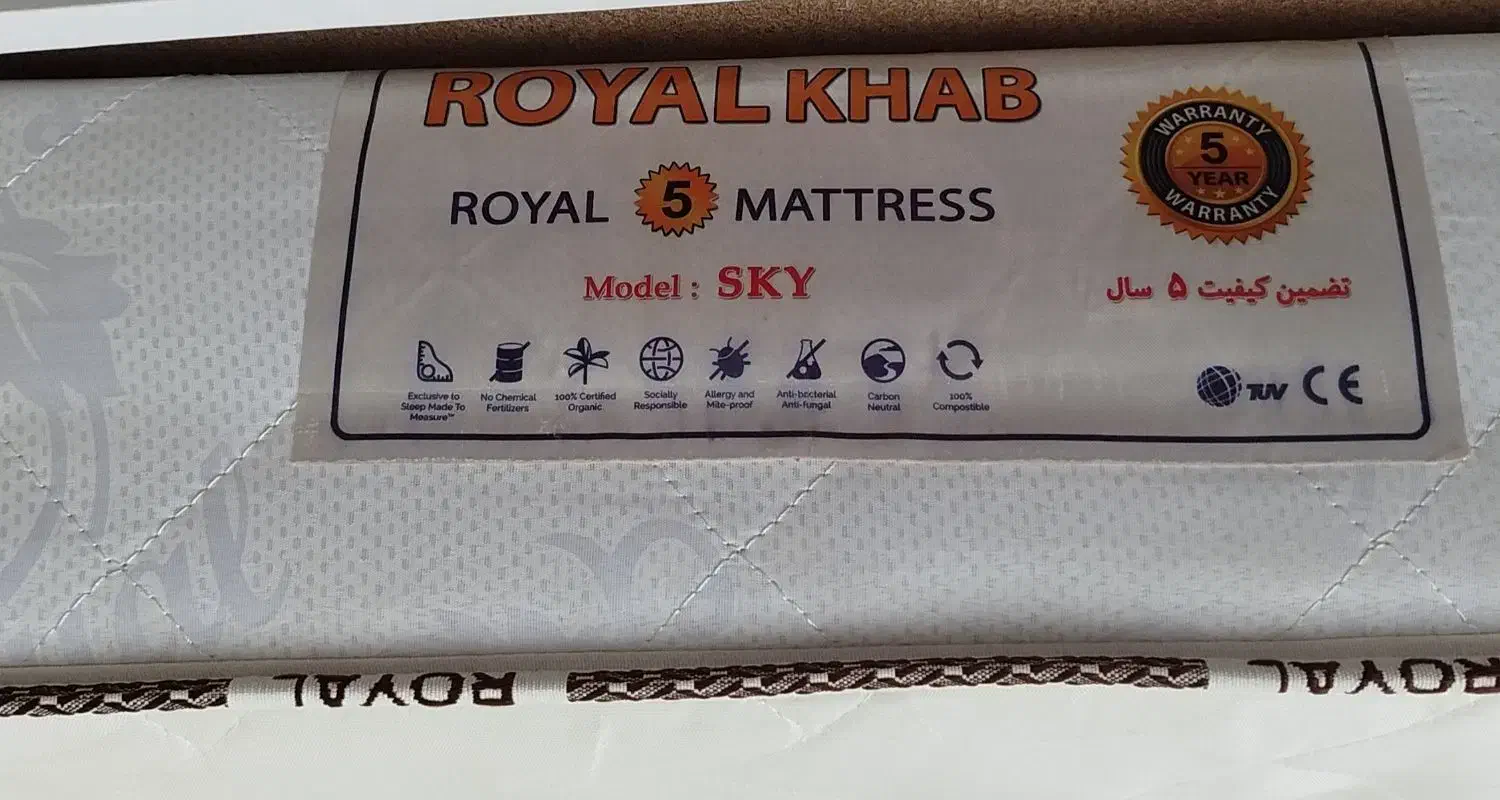 ROYAL KHAB
ROYAL 5 MATTRESS
Model : SKY
WARRANTY
5
YEAR
WARRANTY
تضمین کیفیت ۵ سال
Exclusive to
Sleep Made To
Measure™
No Chemical
Fertilizers
100% Certified
Organic
Socially
Responsible
Allergy and
Mite-proof
Anti-bricterial
Anti-fungal
Carbon
Neutral
100%
Compostible
TUV CE
ROYAL
ROYAL